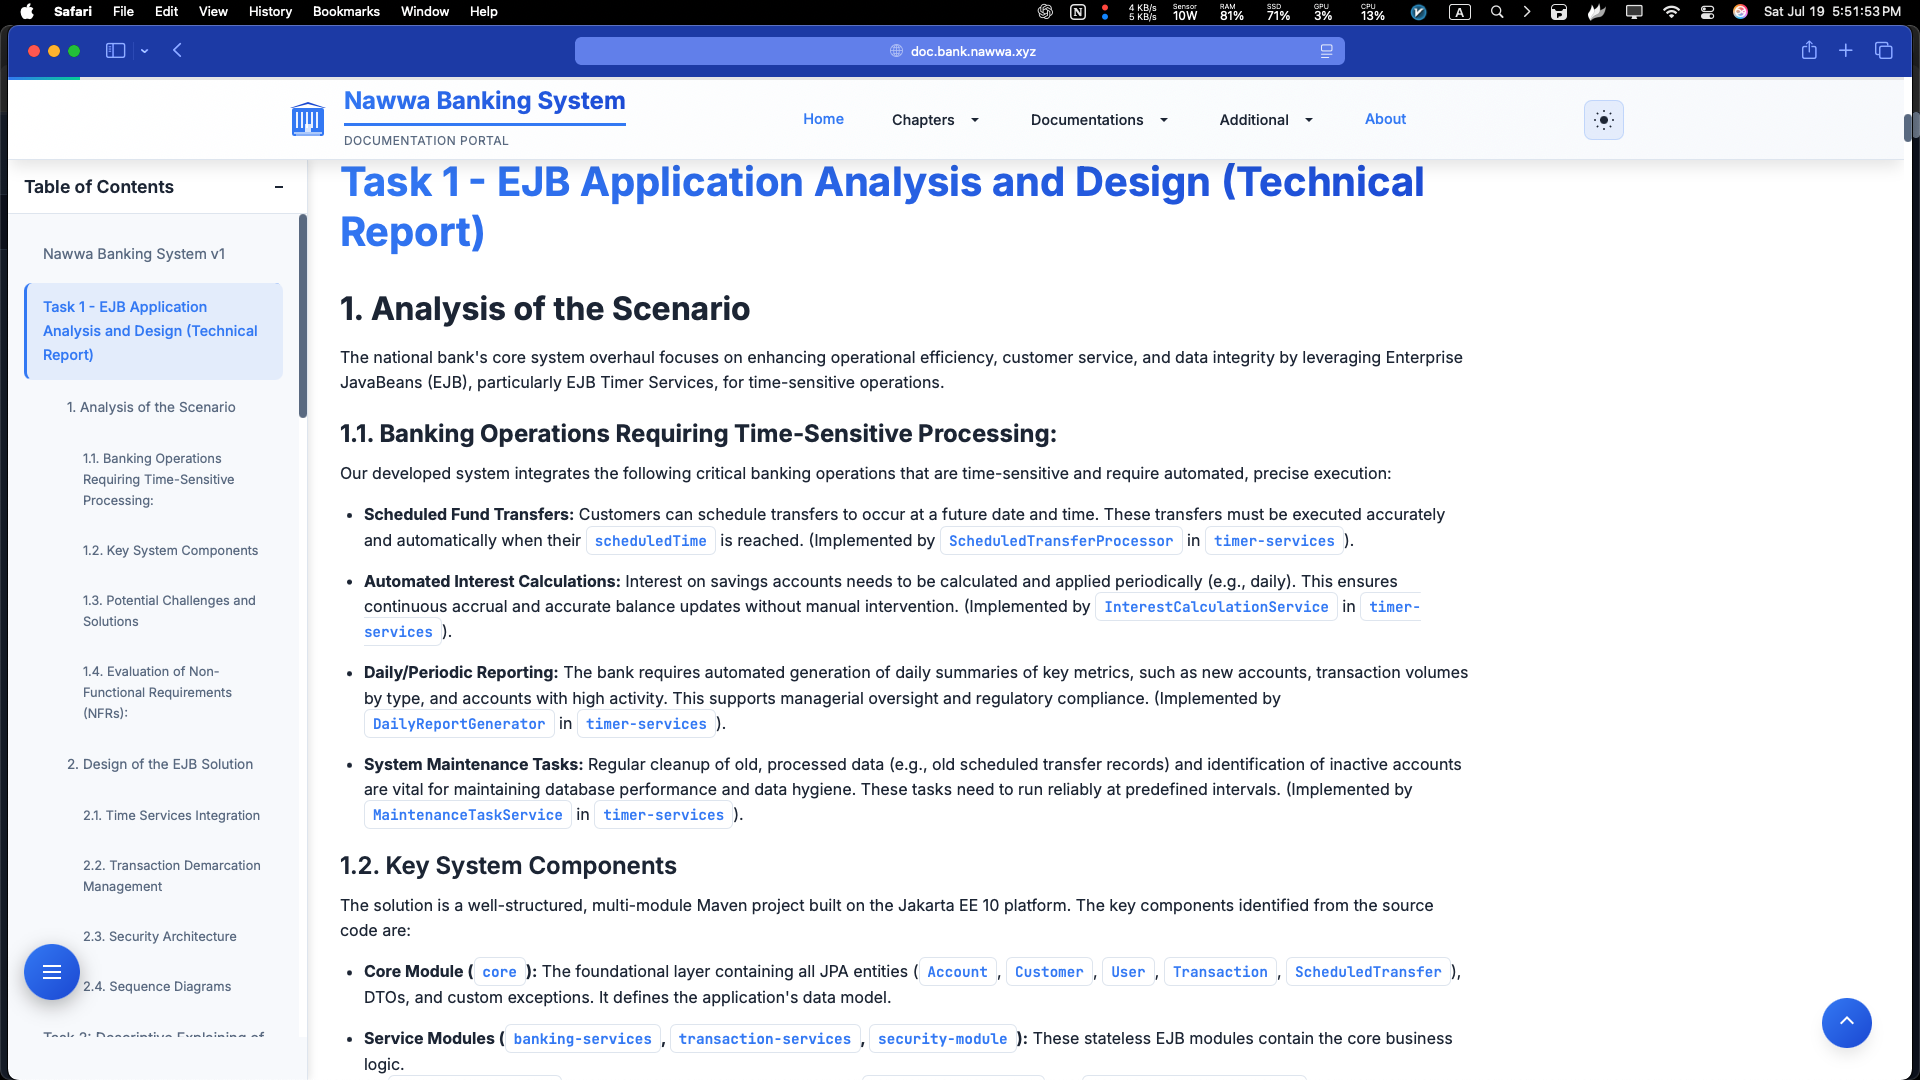 Safari File Edit View History Bookmarks Window Help
4 KB/s
5 KB/s
Sensor
10W
RAM
81%
SSD
71%
GPU
3%
CPU
13%
A
Sat Jul 19 5:51:53 PM
doc.bank.nawwa.xyz
Nawwa Banking System
DOCUMENTATION PORTAL
Home Chapters Documentations Additional About
Table of Contents
Nawwa Banking System v1
Task 1 - EJB Application
Analysis and Design (Technical
Report)
1. Analysis of the Scenario
1.1. Banking Operations
Requiring Time-Sensitive
Processing:
1.2. Key System Components
1.3. Potential Challenges and
Solutions
1.4. Evaluation of Non-
Functional Requirements
(NFRs):
2. Design of the EJB Solution
2.1. Time Services Integration
2.2. Transaction Demarcation
Management
2.3. Security Architecture
2.4. Sequence Diagrams
Task 2: Descriptive Explaining of
Task 1 - EJB Application Analysis and Design (Technical
Report)
1. Analysis of the Scenario
The national bank's core system overhaul focuses on enhancing operational efficiency, customer service, and data integrity by leveraging Enterprise
JavaBeans (EJB), particularly EJB Timer Services, for time-sensitive operations.
1.1. Banking Operations Requiring Time-Sensitive Processing:
Our developed system integrates the following critical banking operations that are time-sensitive and require automated, precise execution:
• Scheduled Fund Transfers: Customers can schedule transfers to occur at a future date and time. These transfers must be executed accurately
and automatically when their scheduledTime is reached. (Implemented by ScheduledTransferProcessor in timer-services ).
• Automated Interest Calculations: Interest on savings accounts needs to be calculated and applied periodically (e.g., daily). This ensures
continuous accrual and accurate balance updates without manual intervention. (Implemented by InterestCalculationService in timer-
services ).
• Daily/Periodic Reporting: The bank requires automated generation of daily summaries of key metrics, such as new accounts, transaction volumes
by type, and accounts with high activity. This supports managerial oversight and regulatory compliance. (Implemented by
DailyReportGenerator in timer-services ).
• System Maintenance Tasks: Regular cleanup of old, processed data (e.g., old scheduled transfer records) and identification of inactive accounts
are vital for maintaining database performance and data hygiene. These tasks need to run reliably at predefined intervals. (Implemented by
MaintenanceTaskService in timer-services ).
1.2. Key System Components
The solution is a well-structured, multi-module Maven project built on the Jakarta EE 10 platform. The key components identified from the source
code are:
• Core Module ( core ): The foundational layer containing all JPA entities ( Account , Customer , User , Transaction , ScheduledTransfer ),
DTOs, and custom exceptions. It defines the application's data model.
• Service Modules ( banking-services , transaction-services , security-module ): These stateless EJB modules contain the core business
logic.